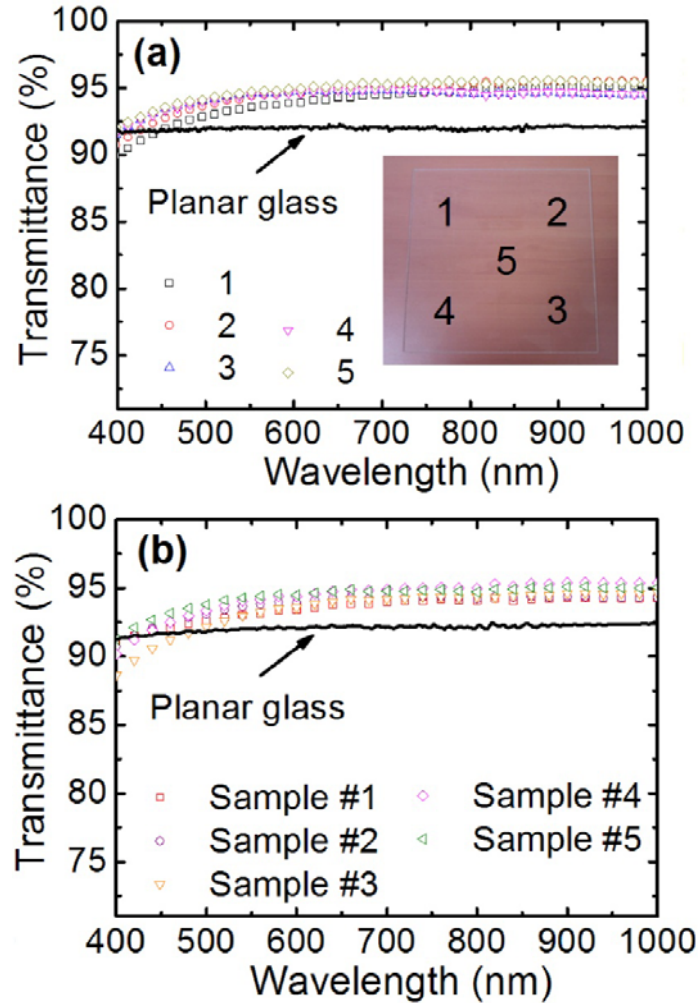 (a)
Transmittance (%)
100
95
90
85
80
75
Planar glass
1 2
5
4 3
1
2 4
3 5
400 500 600 700 800 900 1000
Wavelength (nm)
(b)
Transmittance (%)
100
95
90
85
80
75
Planar glass
Sample #1 Sample #4
Sample #2 Sample #5
Sample #3
400 500 600 700 800 900 1000
Wavelength (nm)